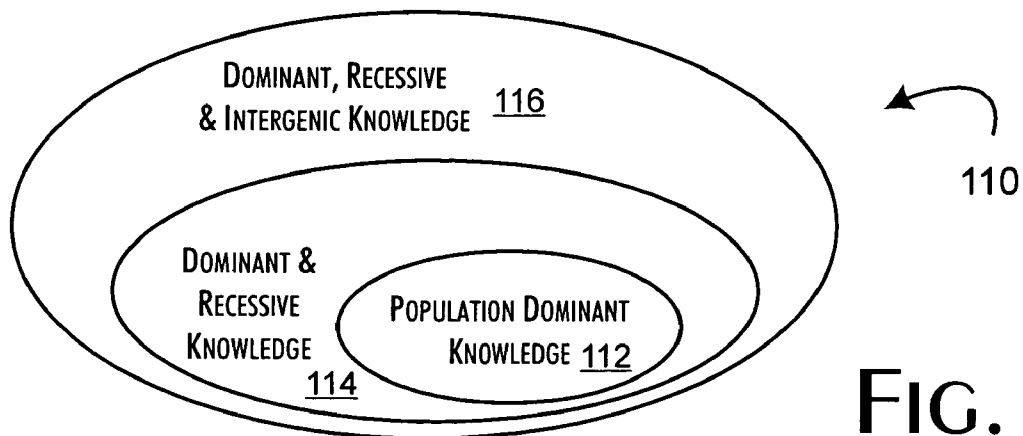 DOMINANT, RECESSIVE
& INTERGENIC KNOWLEDGE 116
110
DOMINANT &
RECESSIVE
KNOWLEDGE
114
POPULATION DOMINANT
KNOWLEDGE 112
FIG.